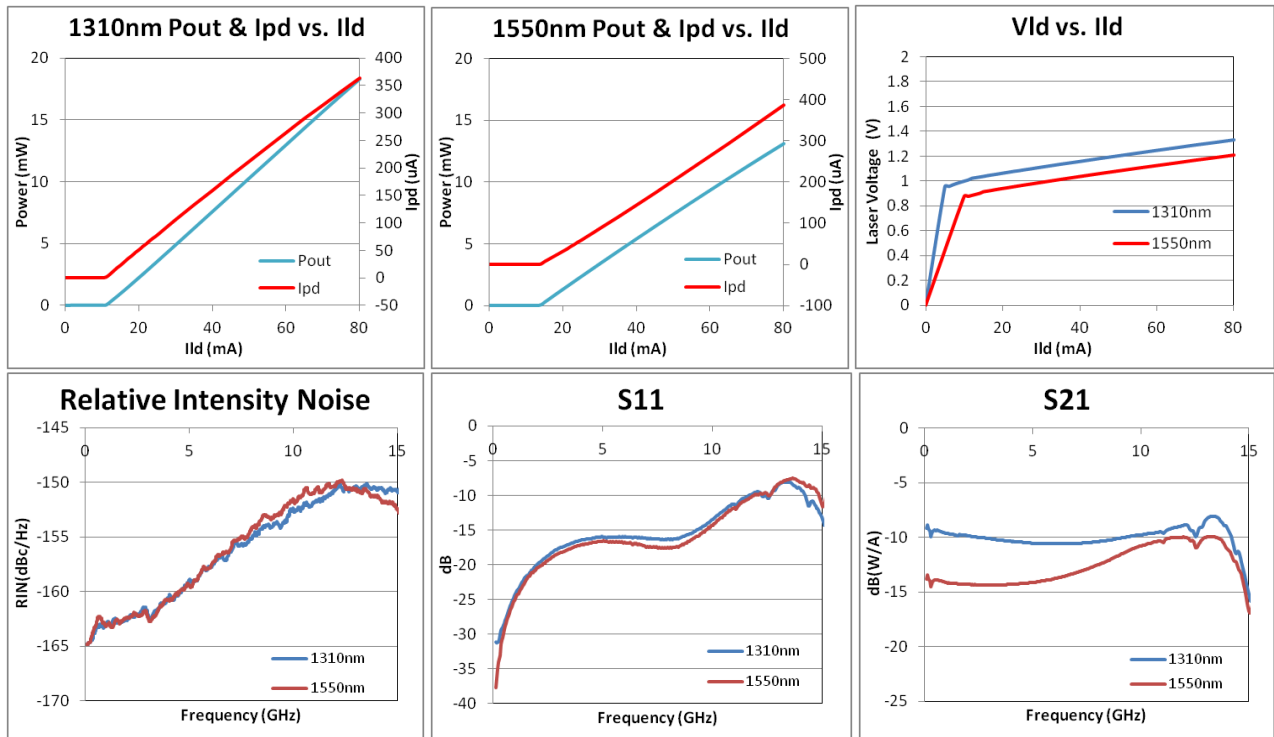 1310nm Pout & Ipd vs. Ild
20
15
10
5
0
Power (mW)
400
350
300
250
200
150
100
50
0
-50
Ipd (uA)
Pout
Ipd
0 20 40 60 80
Ild (mA)
1550nm Pout & Ipd vs. Ild
20
15
10
5
0
Power (mW)
500
400
300
200
100
0
-100
Ipd (uA)
Pout
Ipd
0 20 40 60 80
Ild (mA)
Vld vs. Ild
2
1.8
1.6
1.4
1.2
1
0.8
0.6
0.4
0.2
0
Laser Voltage (V)
1310nm
1550nm
0 20 40 60 80
Ild (mA)
Relative Intensity Noise
-145
-150
-155
-160
-165
-170
RIN(dBc/Hz)
0 5 10 15
1310nm
1550nm
Frequency (GHz)
S11
0
-5
-10
-15
-20
-25
-30
-35
-40
dB
0 5 10 15
1310nm
1550nm
Frequency (GHz)
S21
0
-5
-10
-15
-20
-25
dB(W/A)
0 5 10 15
1310nm
1550nm
Frequency (GHz)